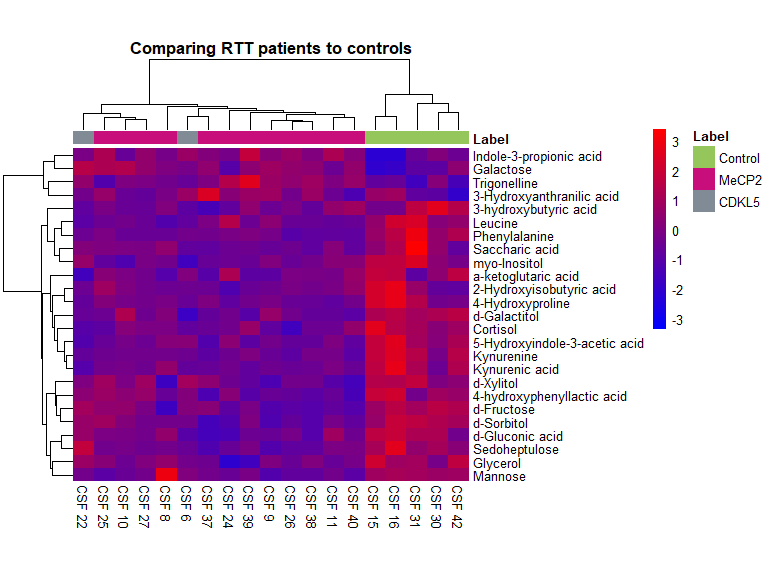 Comparing RTT patients to controls
Label
Indole-3-propionic acid
Galactose
Trigonelline
3-Hydroxyanthranilic acid
3-hydroxybutyric acid
Leucine
Phenylalanine
Saccharic acid
myo-Inositol
a-ketoglutaric acid
2-Hydroxyisobutyric acid
4-Hydroxyproline
d-Galactitol
Cortisol
5-Hydroxyindole-3-acetic acid
Kynurenine
Kynurenic acid
d-Xylitol
4-hydroxyphenyllactic acid
d-Fructose
d-Sorbitol
d-Gluconic acid
Sedoheptulose
Glycerol
Mannose
CSF 22
CSF 25
CSF 10
CSF 27
CSF 8
CSF 6
CSF 37
CSF 24
CSF 39
CSF 9
CSF 26
CSF 38
CSF 11
CSF 40
CSF 15
CSF 16
CSF 31
CSF 30
CSF 42
3
2
1
0
-1
-2
-3
Label
Control
MeCP2
CDKL5